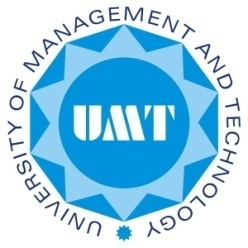 UNIVERSITY OF MANAGEMENT AND TECHNOLOGY
UMT